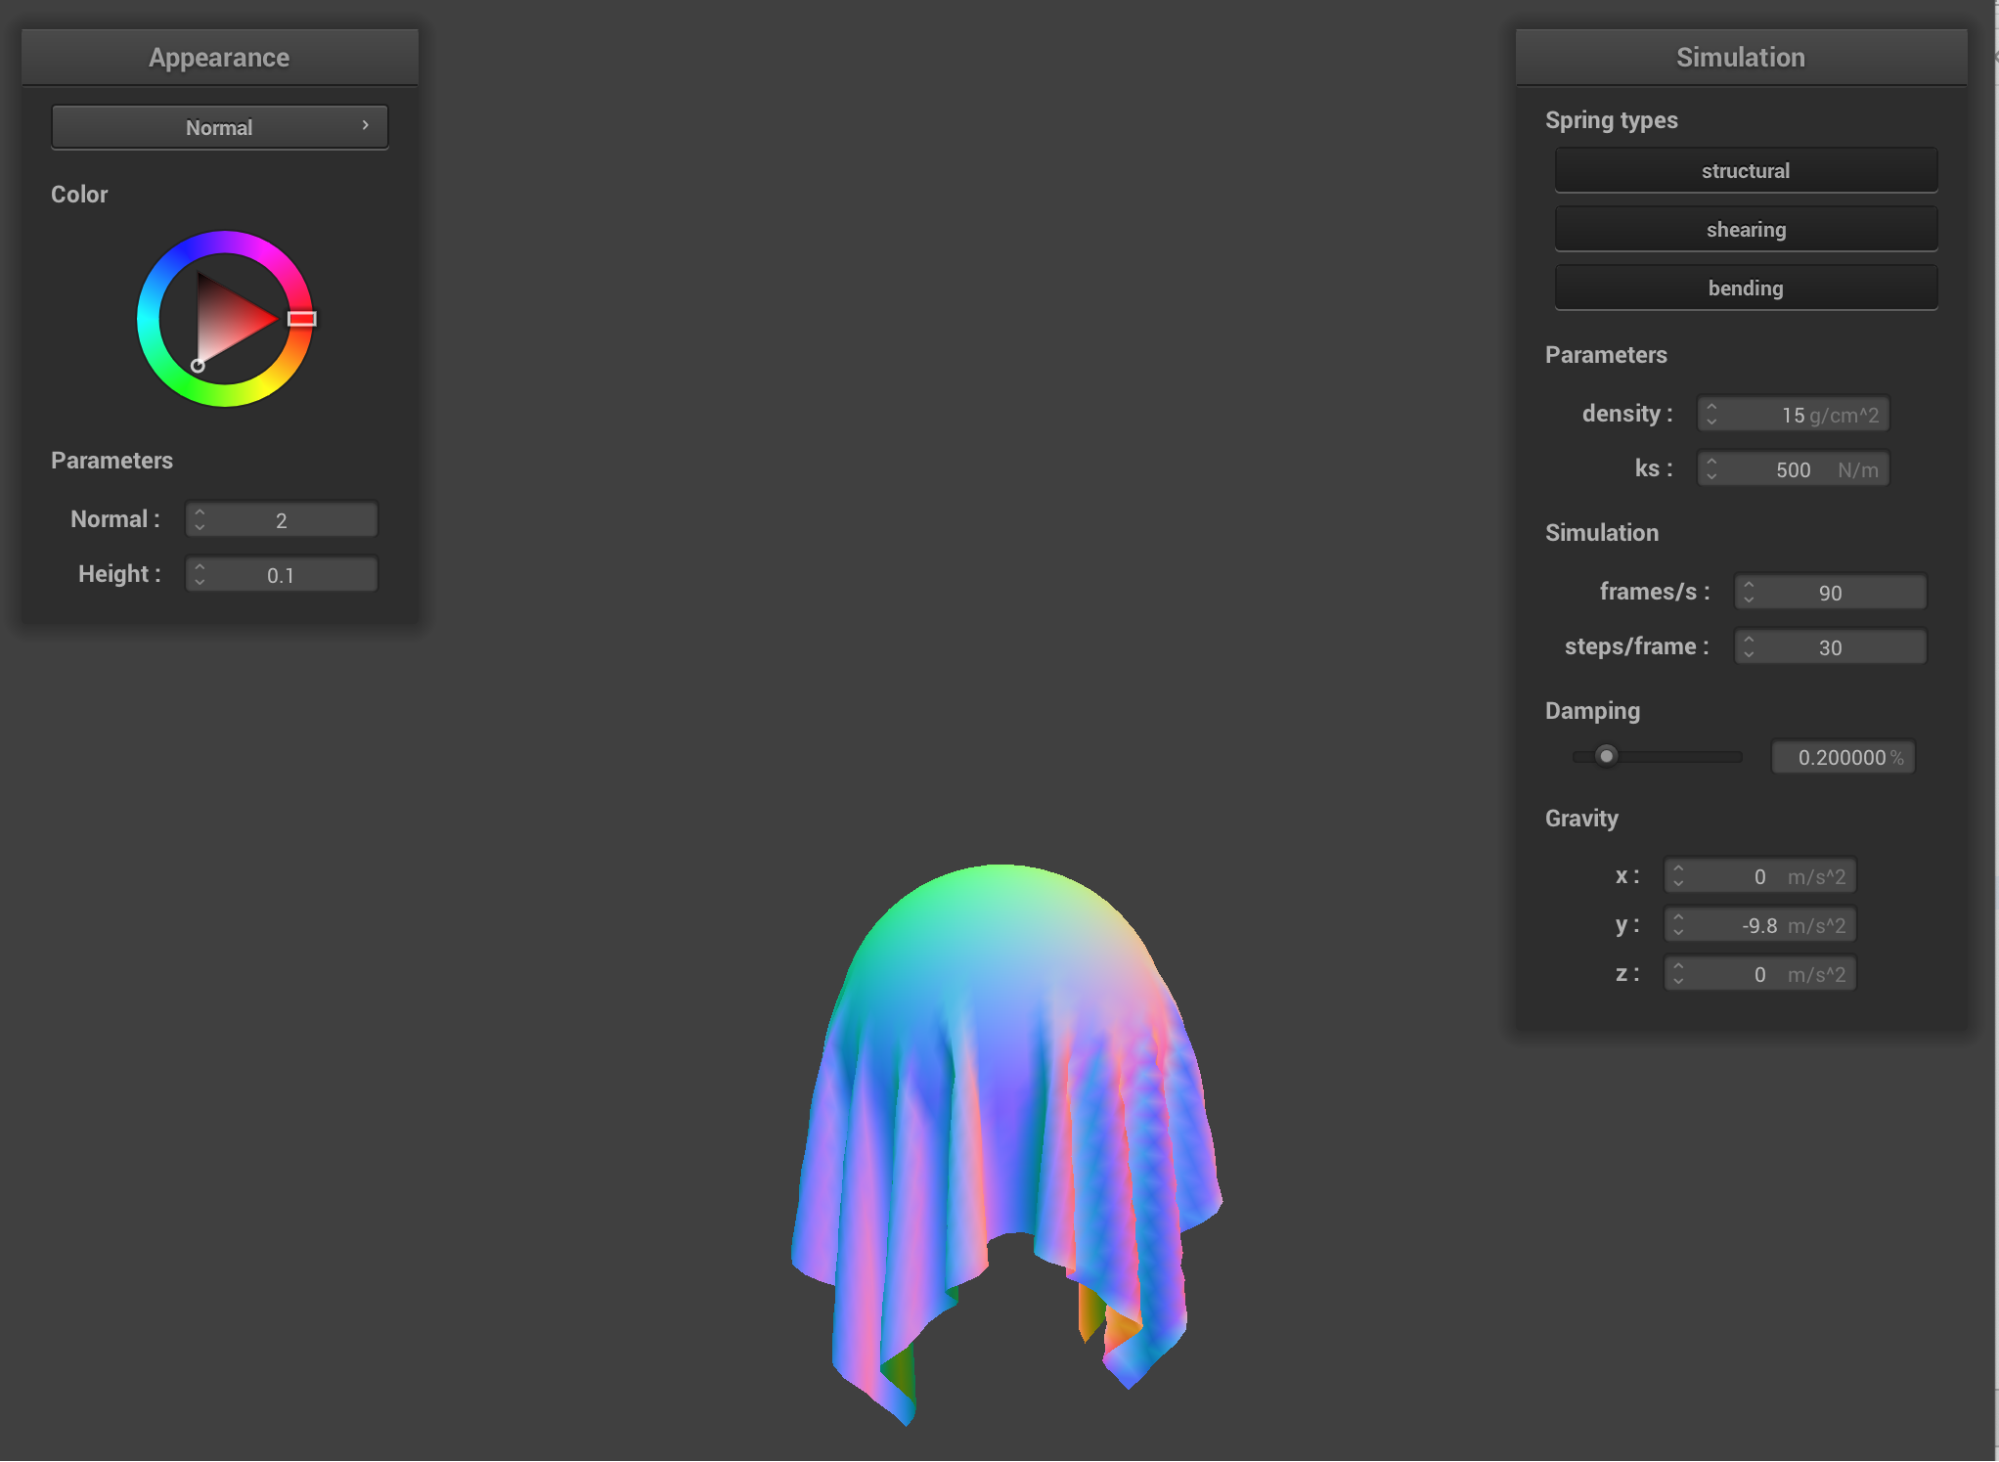 Appearance
Normal
Color
Parameters
Normal : 2
Height : 0.1
Simulation
Spring types
structural
shearing
bending
Parameters
density : 15 g/cm^2
ks : 500 N/m
Simulation
frames/s : 90
steps/frame : 30
Damping
0.200000 %
Gravity
x : 0 m/s^2
y : -9.8 m/s^2
z : 0 m/s^2